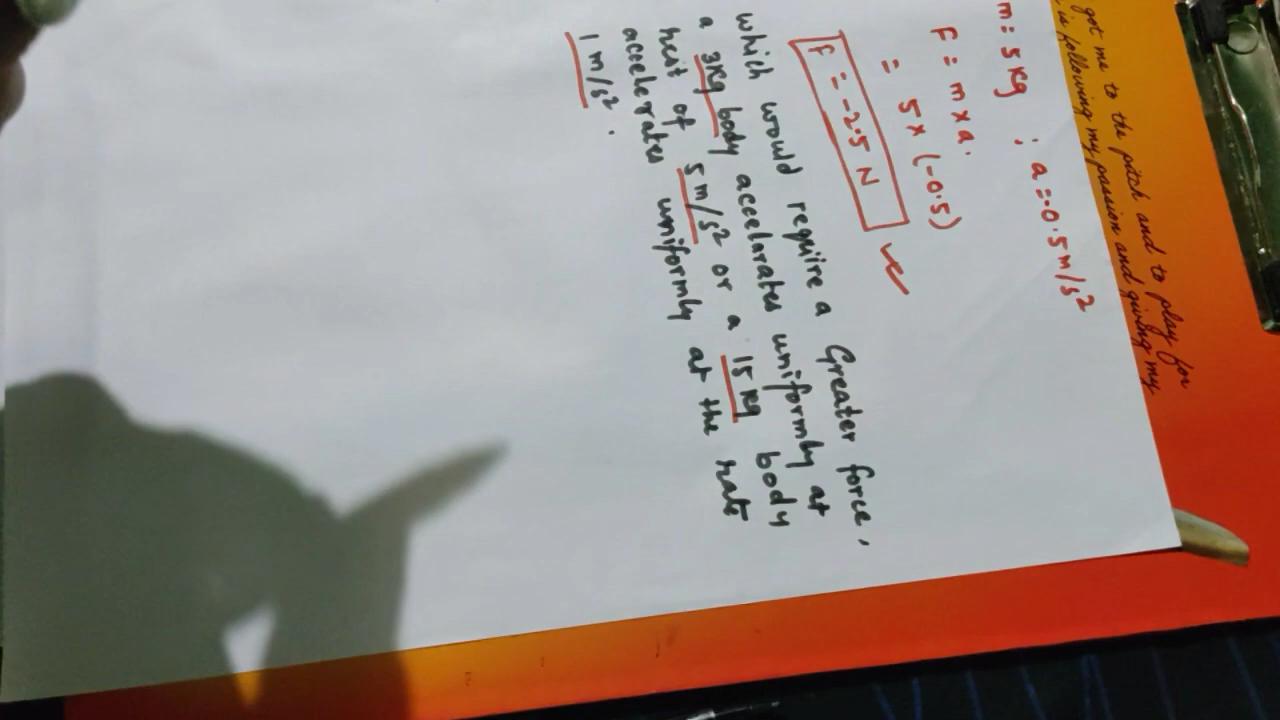 got me to the pitch and to play for
is following my passion and giving my
m = 5 Kg ; a = -0.5 m/s²
F = m x a.
= 5 x (-0.5)
F = -2.5 N
which would require a Greater force,
a 3Kg body accelarates uniformly at
rest of 5 m/s² or a 15 Kg body
accelerates uniformly at the rate
1 m/s².